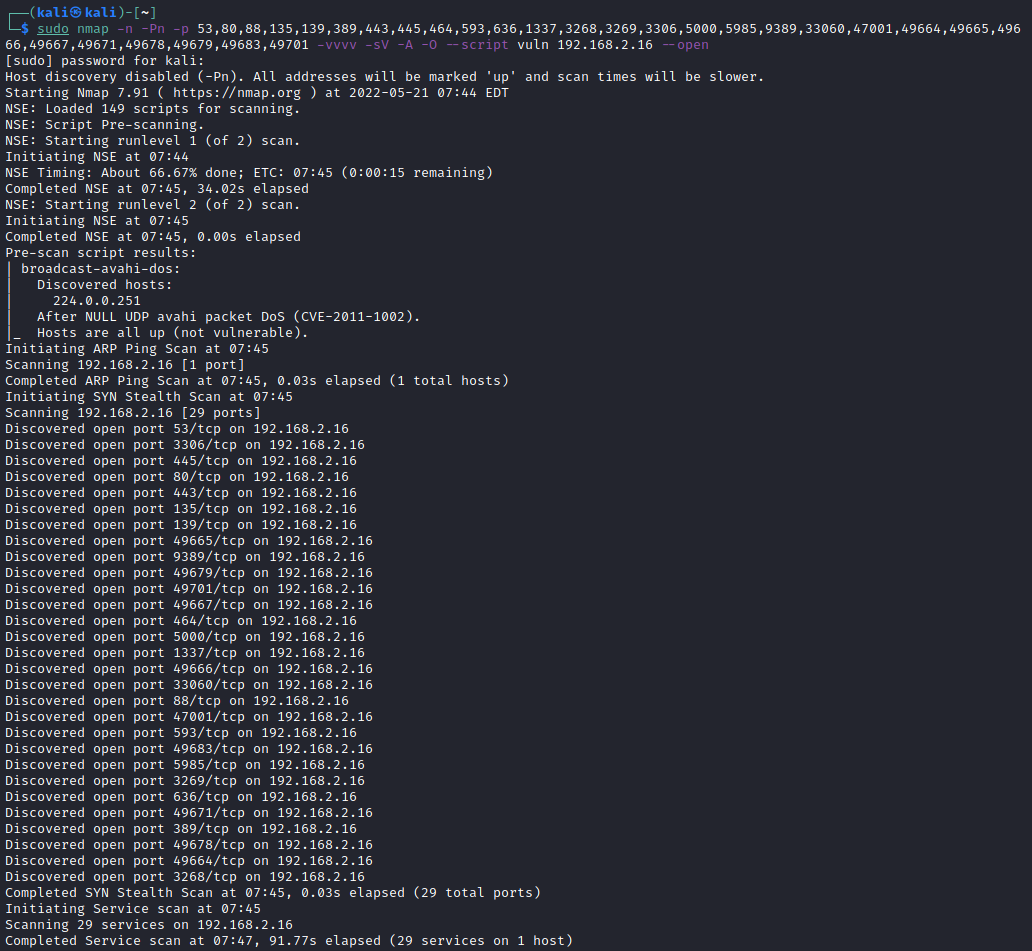 ┌──(kali㉿kali)-[~]
└─$ sudo nmap -n -Pn -p 53,80,88,135,139,389,443,445,464,593,636,1337,3268,3269,3306,5000,5985,9389,33060,47001,49664,49665,496
66,49667,49671,49678,49679,49683,49701 -vvvv -sV -A -O --script vuln 192.168.2.16 --open
[sudo] password for kali:
Host discovery disabled (-Pn). All addresses will be marked 'up' and scan times will be slower.
Starting Nmap 7.91 ( https://nmap.org ) at 2022-05-21 07:44 EDT
NSE: Loaded 149 scripts for scanning.
NSE: Script Pre-scanning.
NSE: Starting runlevel 1 (of 2) scan.
Initiating NSE at 07:44
NSE Timing: About 66.67% done; ETC: 07:45 (0:00:15 remaining)
Completed NSE at 07:45, 34.02s elapsed
NSE: Starting runlevel 2 (of 2) scan.
Initiating NSE at 07:45
Completed NSE at 07:45, 0.00s elapsed
Pre-scan script results:
| broadcast-avahi-dos:
|   Discovered hosts:
|     224.0.0.251
|   After NULL UDP avahi packet DoS (CVE-2011-1002).
|_  Hosts are all up (not vulnerable).
Initiating ARP Ping Scan at 07:45
Scanning 192.168.2.16 [1 port]
Completed ARP Ping Scan at 07:45, 0.03s elapsed (1 total hosts)
Initiating SYN Stealth Scan at 07:45
Scanning 192.168.2.16 [29 ports]
Discovered open port 53/tcp on 192.168.2.16
Discovered open port 3306/tcp on 192.168.2.16
Discovered open port 445/tcp on 192.168.2.16
Discovered open port 80/tcp on 192.168.2.16
Discovered open port 443/tcp on 192.168.2.16
Discovered open port 135/tcp on 192.168.2.16
Discovered open port 139/tcp on 192.168.2.16
Discovered open port 49665/tcp on 192.168.2.16
Discovered open port 9389/tcp on 192.168.2.16
Discovered open port 49679/tcp on 192.168.2.16
Discovered open port 49701/tcp on 192.168.2.16
Discovered open port 49667/tcp on 192.168.2.16
Discovered open port 464/tcp on 192.168.2.16
Discovered open port 5000/tcp on 192.168.2.16
Discovered open port 1337/tcp on 192.168.2.16
Discovered open port 49666/tcp on 192.168.2.16
Discovered open port 33060/tcp on 192.168.2.16
Discovered open port 88/tcp on 192.168.2.16
Discovered open port 47001/tcp on 192.168.2.16
Discovered open port 593/tcp on 192.168.2.16
Discovered open port 49683/tcp on 192.168.2.16
Discovered open port 5985/tcp on 192.168.2.16
Discovered open port 3269/tcp on 192.168.2.16
Discovered open port 636/tcp on 192.168.2.16
Discovered open port 49671/tcp on 192.168.2.16
Discovered open port 389/tcp on 192.168.2.16
Discovered open port 49678/tcp on 192.168.2.16
Discovered open port 49664/tcp on 192.168.2.16
Discovered open port 3268/tcp on 192.168.2.16
Completed SYN Stealth Scan at 07:45, 0.03s elapsed (29 total ports)
Initiating Service scan at 07:45
Scanning 29 services on 192.168.2.16
Completed Service scan at 07:47, 91.77s elapsed (29 services on 1 host)